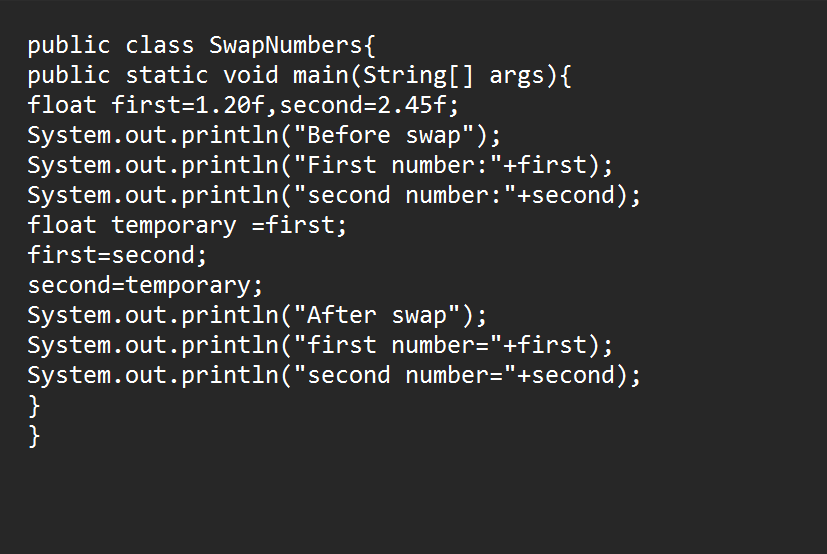 public class SwapNumbers{
public static void main(String[] args){
float first=1.20f,second=2.45f;
System.out.println("Before swap");
System.out.println("First number:"+first);
System.out.println("second number:"+second);
float temporary =first;
first=second;
second=temporary;
System.out.println("After swap");
System.out.println("first number="+first);
System.out.println("second number="+second);
}
}